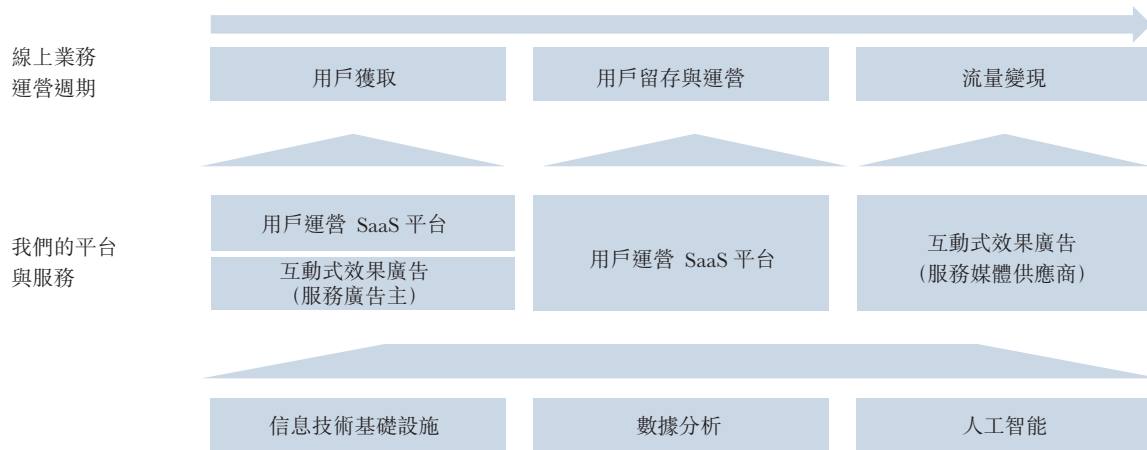 線上業務
運營週期
用戶獲取
用戶留存與運營
流量變現
我們的平台
與服務
用戶運營 SaaS 平台
互動式效果廣告
(服務廣告主)
用戶運營 SaaS 平台
互動式效果廣告
(服務媒體供應商)
信息技術基礎設施
數據分析
人工智能